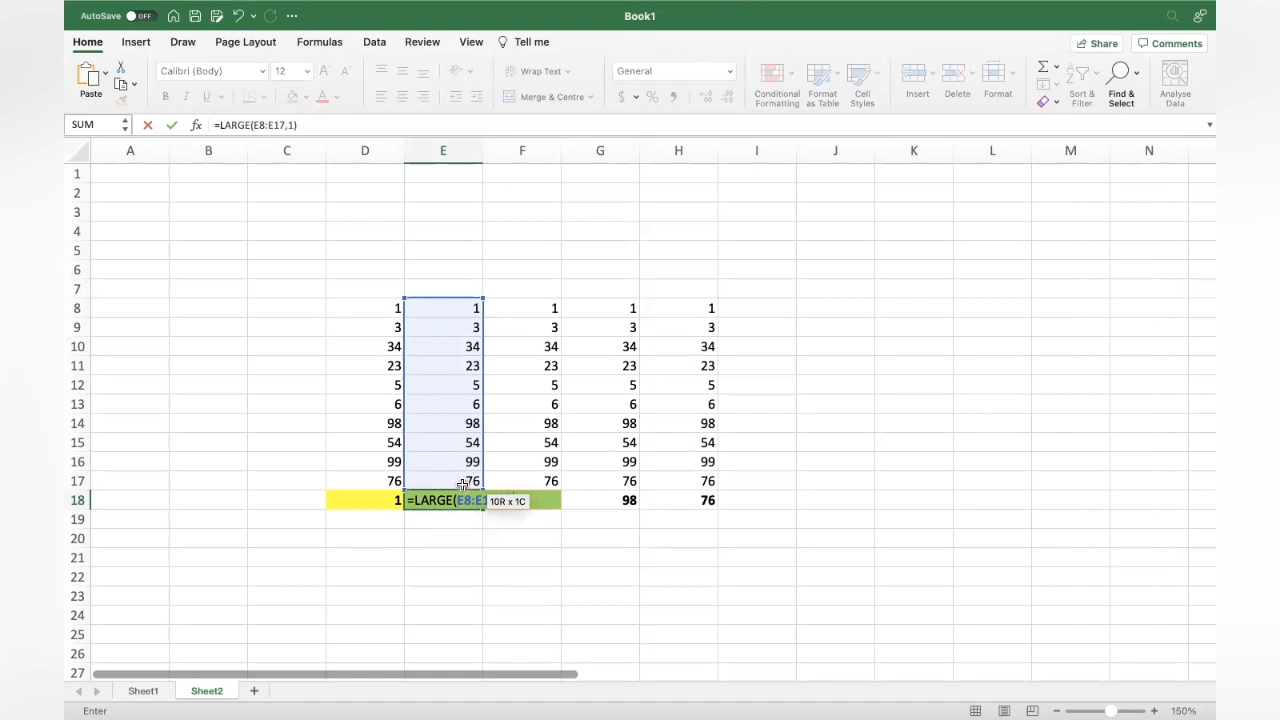 AutoSave OFF
Book1
Home Insert Draw Page Layout Formulas Data Review View Tell me
Share Comments
Paste
Calibri (Body) 12
Wrap Text
Merge & Centre
General
Conditional Formatting
Format as Table
Cell Styles
Insert
Delete
Format
Sort & Filter
Find & Select
Analyse Data
SUM fx =LARGE(E8:E17,1)
A B C D E F G H I J K L M N
1
2
3
4
5
6
7
8 1 1 1 1 1
9 3 3 3 3 3
10 34 34 34 34 34
11 23 23 23 23 23
12 5 5 5 5 5
13 6 6 6 6 6
14 98 98 98 98 98
15 54 54 54 54 54
16 99 99 99 99 99
17 76 76 76 76 76
18 1 =LARGE(E8:E1 10R x 1C 98 76
19
20
21
22
23
24
25
26
27
Sheet1 Sheet2
Enter 150%